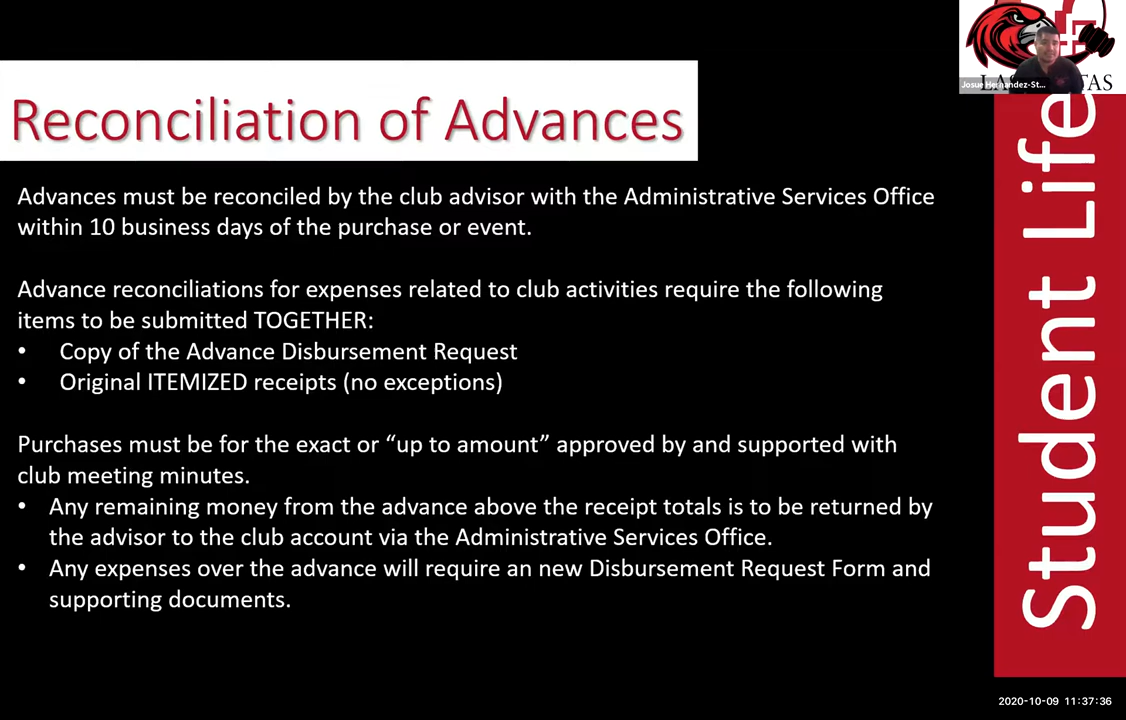 Reconciliation of Advances
Advances must be reconciled by the club advisor with the Administrative Services Office
within 10 business days of the purchase or event.
Advance reconciliations for expenses related to club activities require the following
items to be submitted TOGETHER:
• Copy of the Advance Disbursement Request
• Original ITEMIZED receipts (no exceptions)
Purchases must be for the exact or “up to amount” approved by and supported with
club meeting minutes.
• Any remaining money from the advance above the receipt totals is to be returned by
the advisor to the club account via the Administrative Services Office.
• Any expenses over the advance will require an new Disbursement Request Form and
supporting documents.
Josue Hernandez-St...
Student Life
2020-10-09 11:37:36